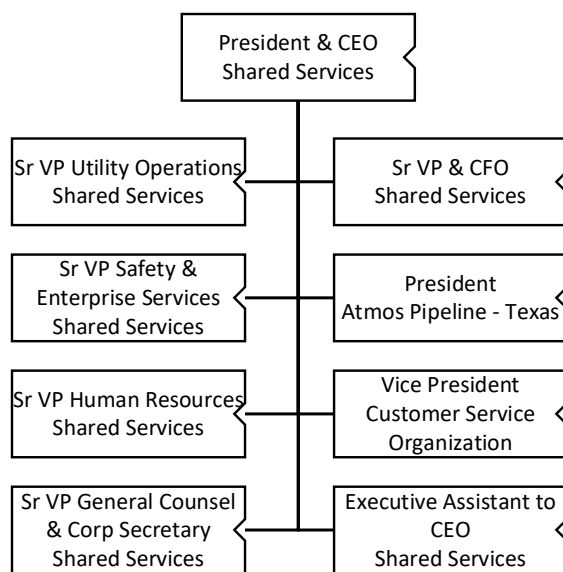 President & CEO
Shared Services
Sr VP Utility Operations
Shared Services
Sr VP & CFO
Shared Services
Sr VP Safety &
Enterprise Services
Shared Services
President
Atmos Pipeline - Texas
Sr VP Human Resources
Shared Services
Vice President
Customer Service
Organization
Sr VP General Counsel
& Corp Secretary
Shared Services
Executive Assistant to
CEO
Shared Services